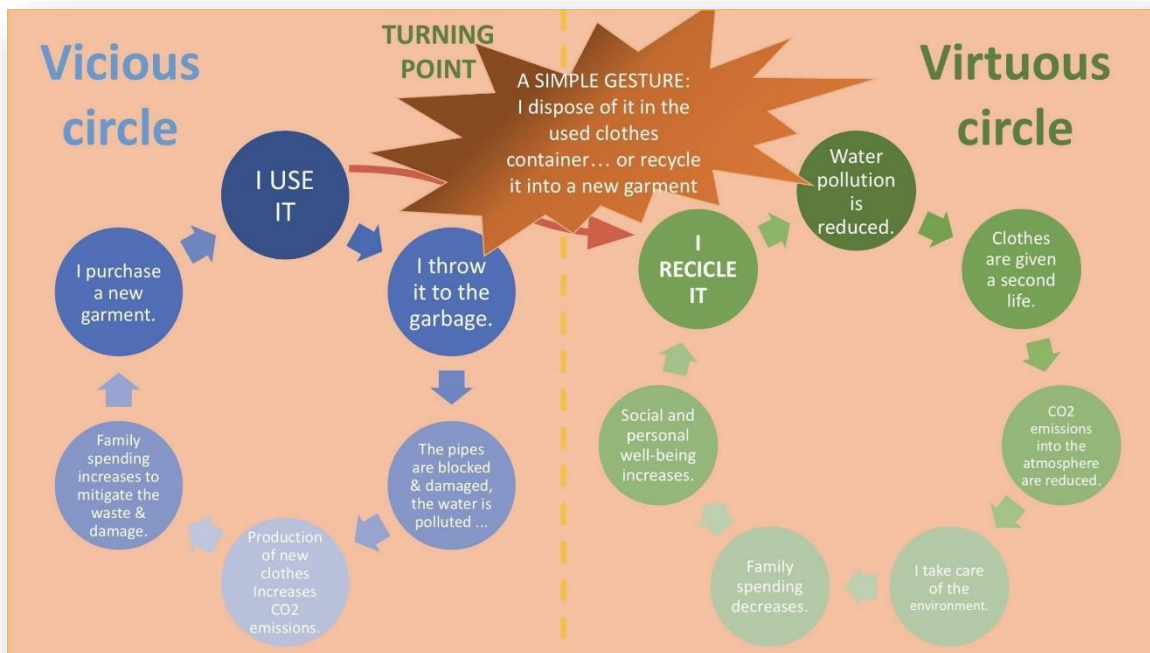 Vicious
circle
TURNING
POINT
A SIMPLE GESTURE:
I dispose of it in the
used clothes
container... or recycle
it into a new garment
Virtuous
circle
I USE
IT
I throw
it to the
garbage.
The pipes
are blocked
& damaged,
the water is
polluted ...
Production
of new
clothes
Increases
CO2
emissions.
Family
spending
increases to
mitigate the
waste &
damage.
I purchase
a new
garment.
I
RECICLE
IT
Water
pollution
is
reduced.
Clothes
are given
a second
life.
CO2
emissions
into the
atmosphere
are reduced.
I take care
of the
environment.
Family
spending
decreases.
Social and
personal
well-being
increases.